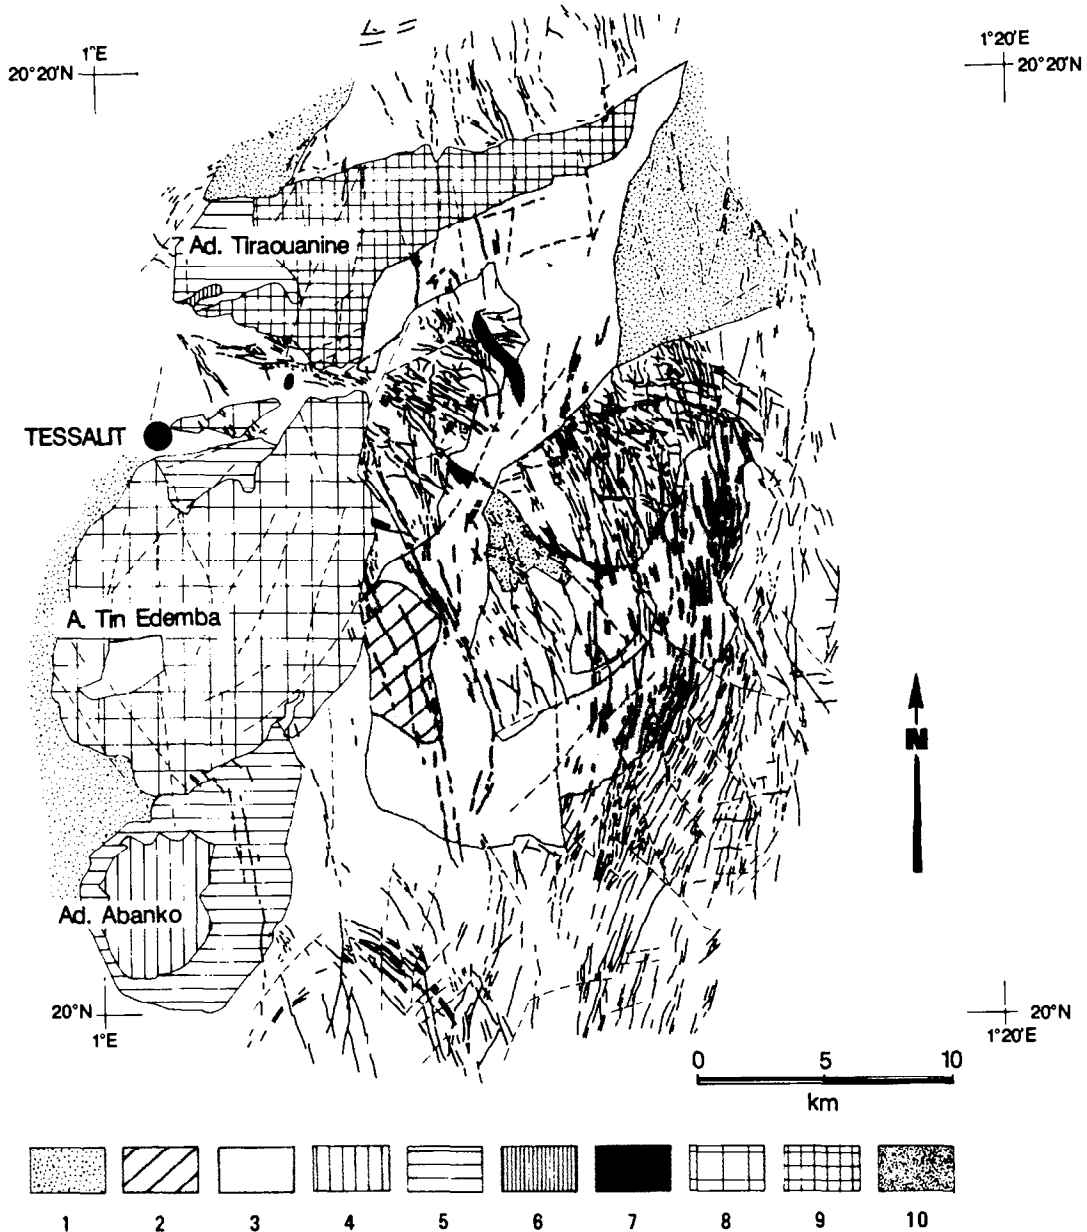 1°E
20°20'N
1°20'E
20°20'N
Ad. Tiraouanine
TESSALIT
A. Tin Edemba
N
Ad. Abanko
20°N
1°E
20°N
1°20'E
0 5 10
km
1 2 3 4 5 6 7 8 9 10